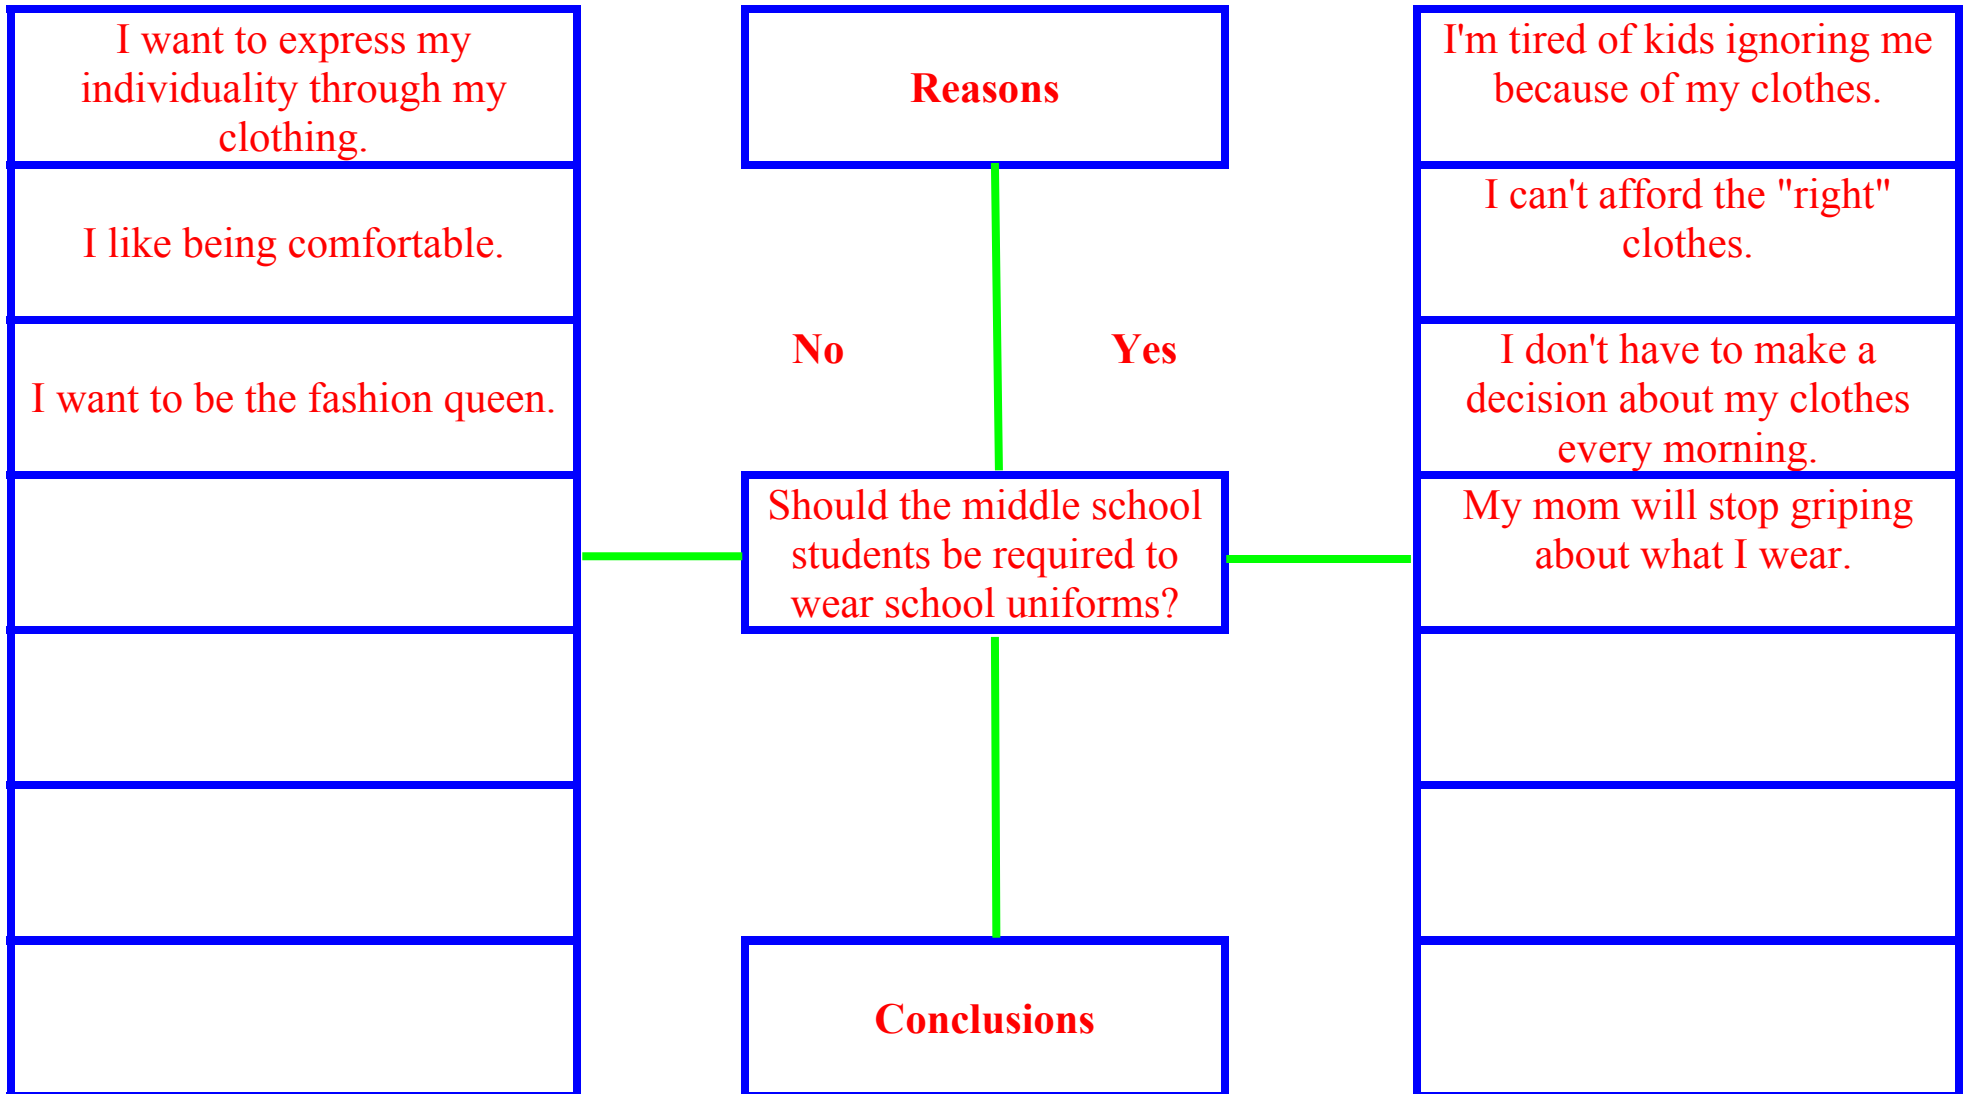 I want to express my
individuality through my
clothing.
I like being comfortable.
I want to be the fashion queen.
Reasons
No
Yes
Should the middle school
students be required to
wear school uniforms?
Conclusions
I'm tired of kids ignoring me
because of my clothes.
I can't afford the "right"
clothes.
I don't have to make a
decision about my clothes
every morning.
My mom will stop griping
about what I wear.